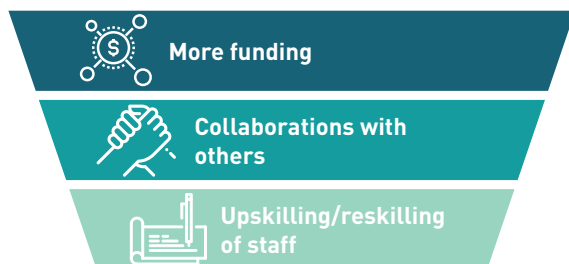 $
More funding
Collaborations with
others
Upskilling/reskilling
of staff